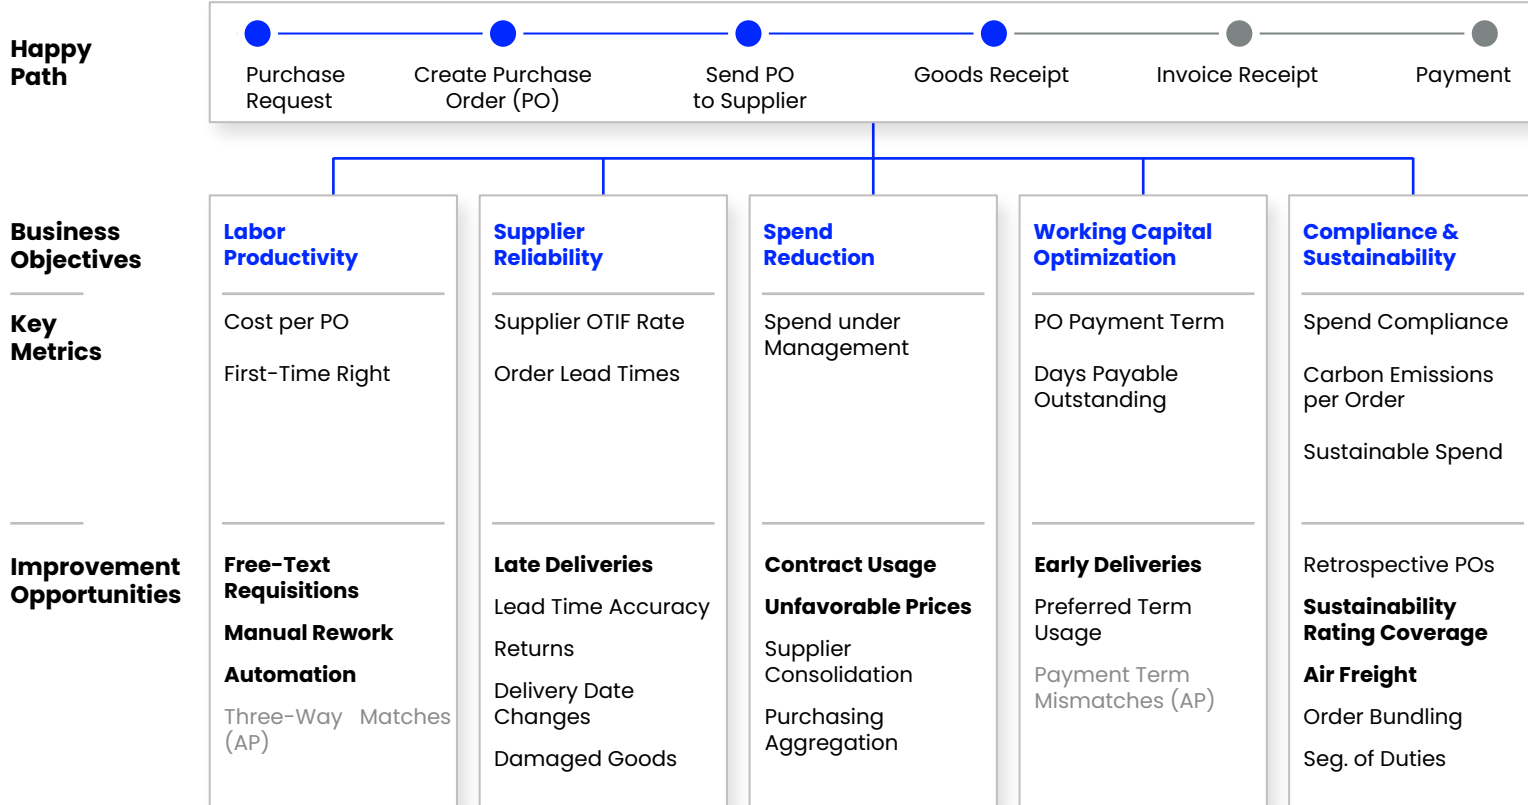 Happy
Path
Purchase
Request
Create Purchase
Order (PO)
Send PO
to Supplier
Goods Receipt
Invoice Receipt
Payment
Business
Objectives
Labor
Productivity
Supplier
Reliability
Spend
Reduction
Working Capital
Optimization
Compliance &
Sustainability
Key
Metrics
Cost per PO
First-Time Right
Supplier OTIF Rate
Order Lead Times
Spend under
Management
PO Payment Term
Days Payable
Outstanding
Spend Compliance
Carbon Emissions
per Order
Sustainable Spend
Improvement
Opportunities
Free-Text
Requisitions
Manual Rework
Automation
Three-Way Matches
(AP)
Late Deliveries
Lead Time Accuracy
Returns
Delivery Date
Changes
Damaged Goods
Contract Usage
Unfavorable Prices
Supplier
Consolidation
Purchasing
Aggregation
Early Deliveries
Preferred Term
Usage
Payment Term
Mismatches (AP)
Retrospective POs
Sustainability
Rating Coverage
Air Freight
Order Bundling
Seg. of Duties